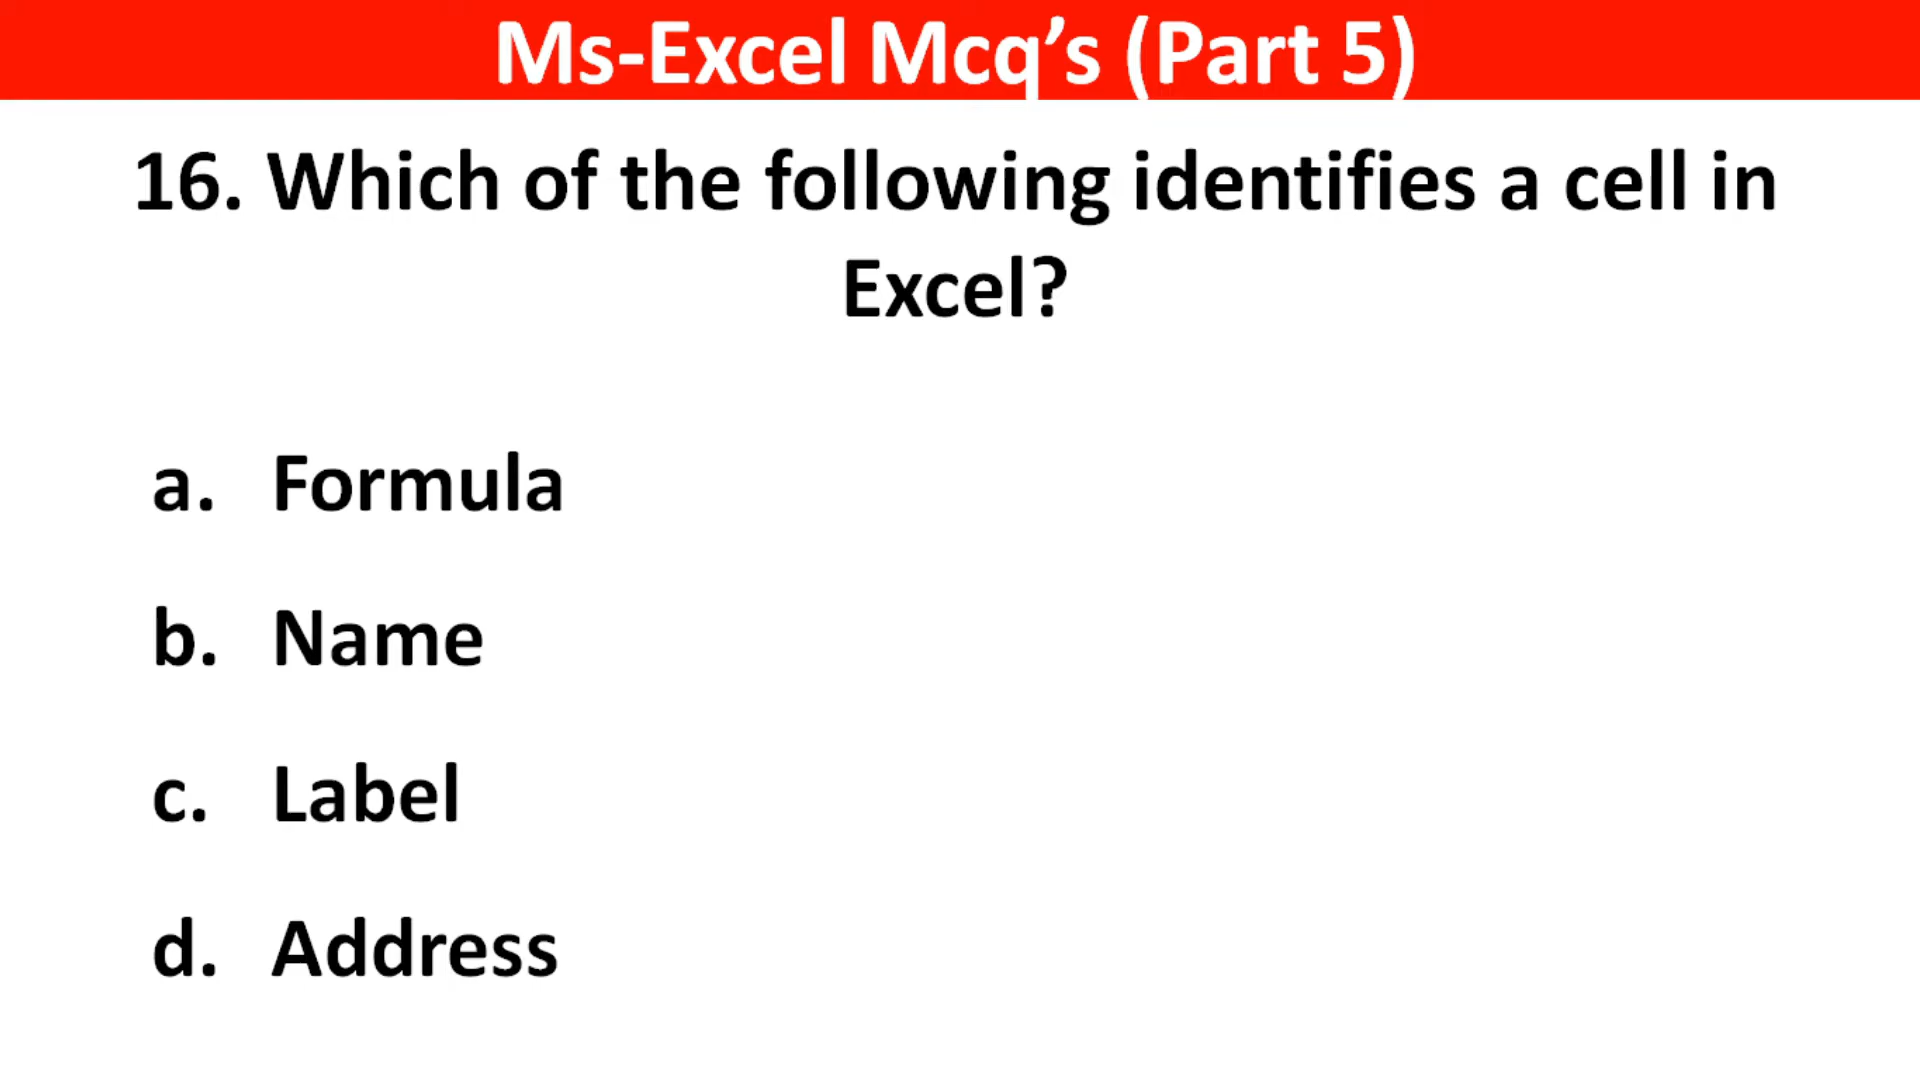 Ms-Excel Mcq’s (Part 5)
16. Which of the following identifies a cell in
Excel?
a. Formula
b. Name
c. Label
d. Address